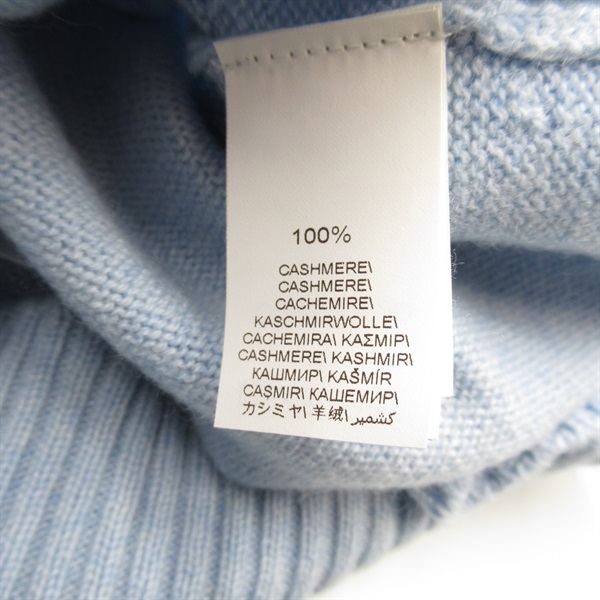 100%
CASHMERE\
CASHMERE\
CACHEMIRE\
KASCHMIRWOLLE\
CACHEMIRA\ ΚΑΣΜΙΡ\
CASHMERE\ KASHMIR\
КАШМИР\ KAŠMÍR
CAŞMIR\ КАШЕМИР\
カシミヤ\ 羊绒\ كشمير